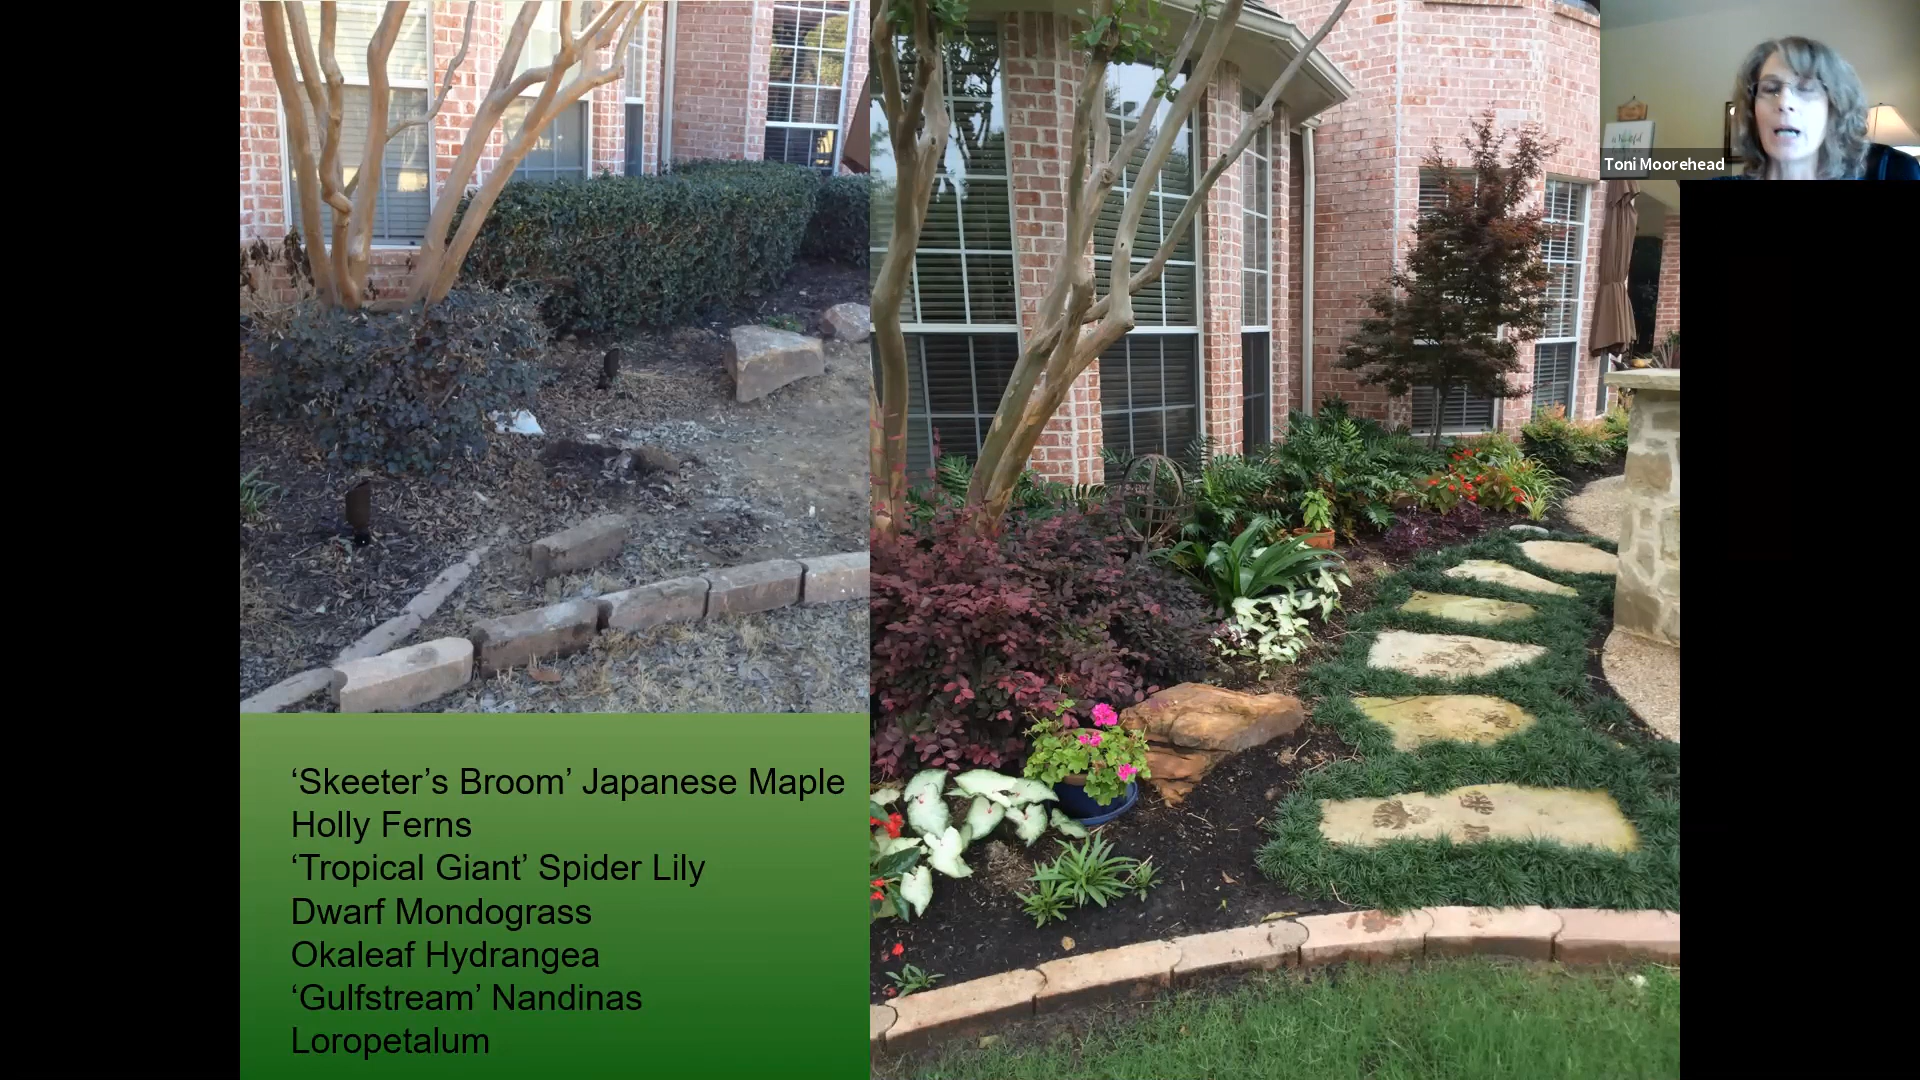 Toni Moorehead
‘Skeeter’s Broom’ Japanese Maple
Holly Ferns
‘Tropical Giant’ Spider Lily
Dwarf Mondograss
Okaleaf Hydrangea
‘Gulfstream’ Nandinas
Loropetalum